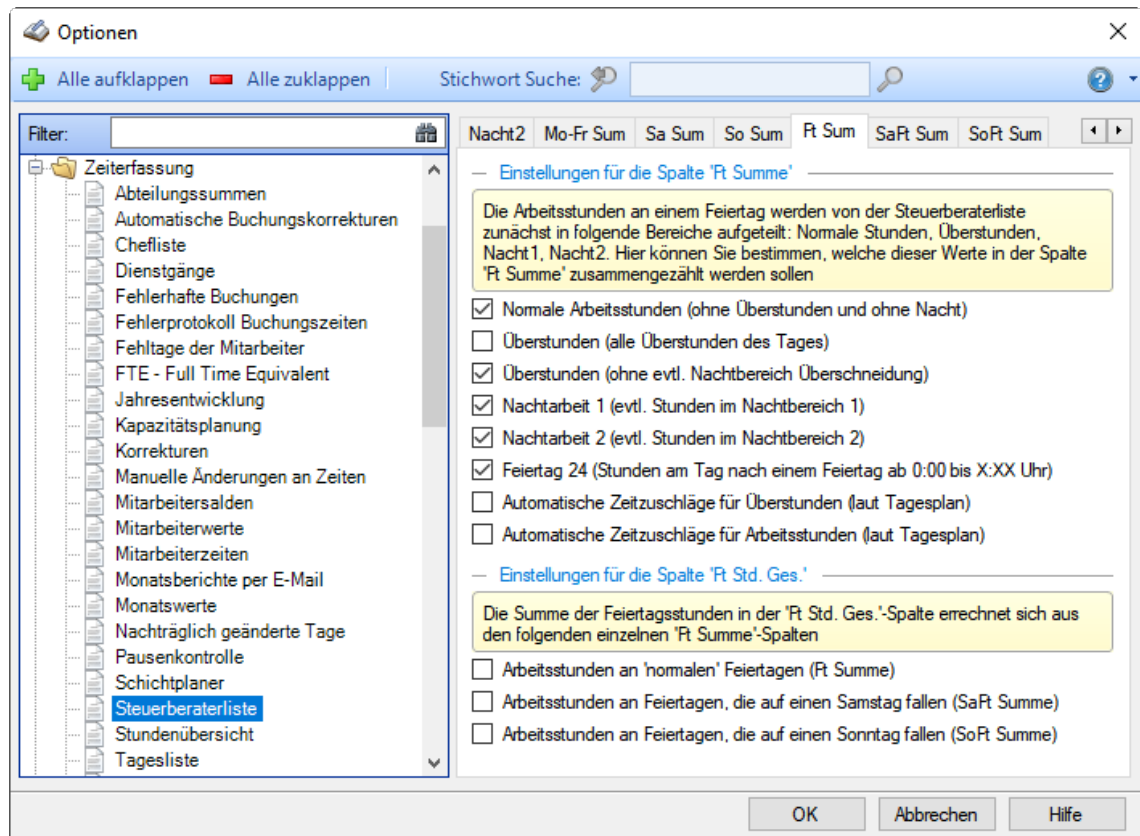 Optionen
Alle aufklappen Alle zuklappen Stichwort Suche:
Filter:
Zeiterfassung
Abteilungssummen
Automatische Buchungskorrekturen
Chefliste
Dienstgänge
Fehlerhafte Buchungen
Fehlerprotokoll Buchungszeiten
Fehltage der Mitarbeiter
FTE - Full Time Equivalent
Jahresentwicklung
Kapazitätsplanung
Korrekturen
Manuelle Änderungen an Zeiten
Mitarbeitersalden
Mitarbeiterwerte
Mitarbeiterzeiten
Monatsberichte per E-Mail
Monatswerte
Nachträglich geänderte Tage
Pausenkontrolle
Schichtplaner
Steuerberaterliste
Stundenübersicht
Tagesliste
Nacht2 Mo-Fr Sum Sa Sum So Sum Ft Sum SaFt Sum SoFt Sum
Einstellungen für die Spalte 'Ft Summe'
Die Arbeitsstunden an einem Feiertag werden von der Steuerberaterliste
zunächst in folgende Bereiche aufgeteilt: Normale Stunden, Überstunden,
Nacht1, Nacht2. Hier können Sie bestimmen, welche dieser Werte in der Spalte
'Ft Summe' zusammengezählt werden sollen
Normale Arbeitsstunden (ohne Überstunden und ohne Nacht)
Überstunden (alle Überstunden des Tages)
Überstunden (ohne evtl. Nachtbereich Überschneidung)
Nachtarbeit 1 (evtl. Stunden im Nachtbereich 1)
Nachtarbeit 2 (evtl. Stunden im Nachtbereich 2)
Feiertag 24 (Stunden am Tag nach einem Feiertag ab 0:00 bis X:XX Uhr)
Automatische Zeitzuschläge für Überstunden (laut Tagesplan)
Automatische Zeitzuschläge für Arbeitsstunden (laut Tagesplan)
Einstellungen für die Spalte 'Ft Std. Ges.'
Die Summe der Feiertagsstunden in der 'Ft Std. Ges.'-Spalte errechnet sich aus
den folgenden einzelnen 'Ft Summe'-Spalten
Arbeitsstunden an 'normalen' Feiertagen (Ft Summe)
Arbeitsstunden an Feiertagen, die auf einen Samstag fallen (SaFt Summe)
Arbeitsstunden an Feiertagen, die auf einen Sonntag fallen (SoFt Summe)
OK Abbrechen Hilfe